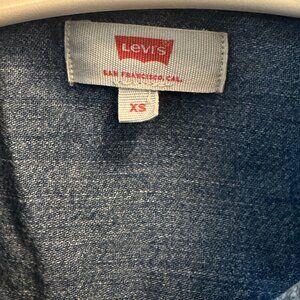 Levi's
SAN FRANCISCO, CAL.
XS